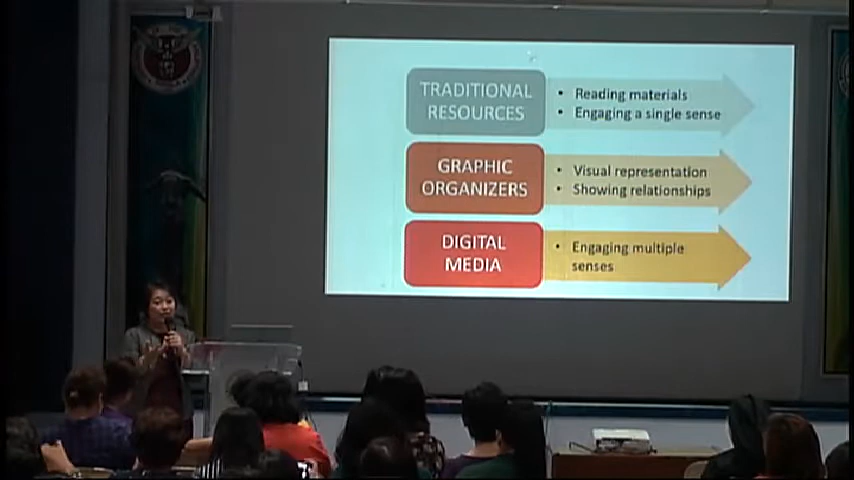 TRADITIONAL
RESOURCES
• Reading materials
• Engaging a single sense
GRAPHIC
ORGANIZERS
• Visual representation
• Showing relationships
DIGITAL
MEDIA
• Engaging multiple
senses